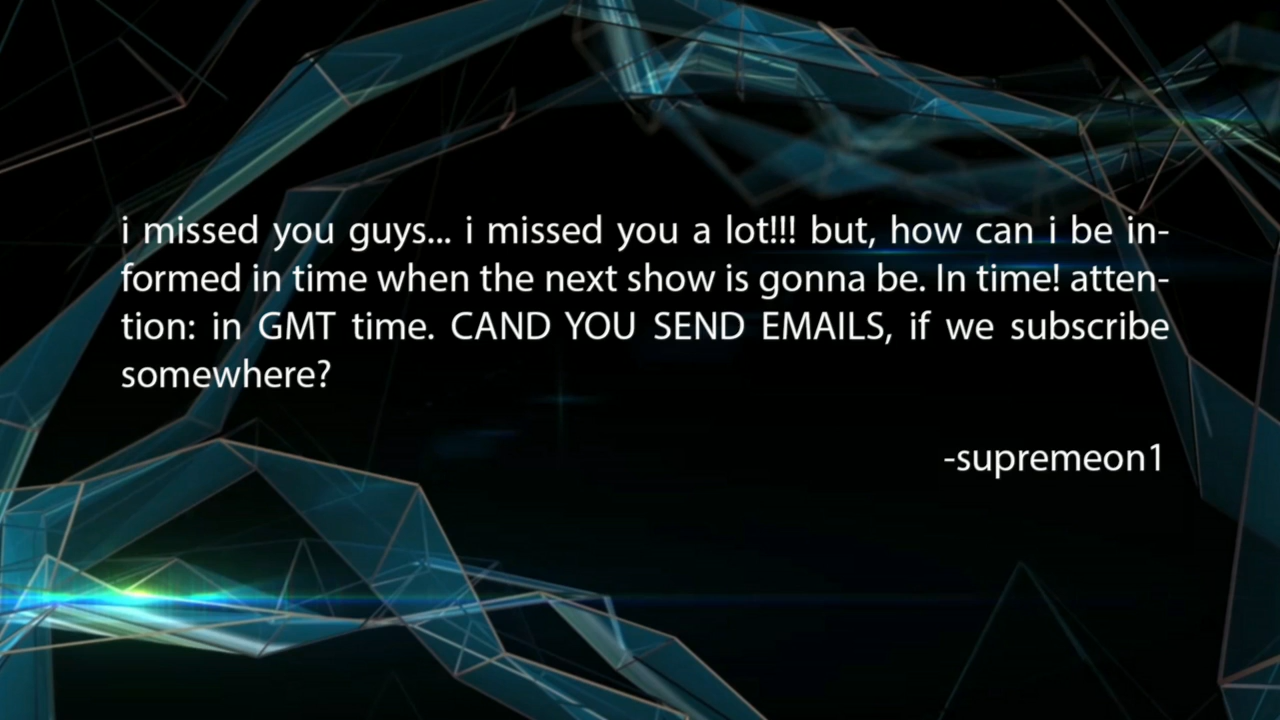 i missed you guys... i missed you a lot!!! but, how can i be in-
formed in time when the next show is gonna be. In time! atten-
tion: in GMT time. CAND YOU SEND EMAILS, if we subscribe
somewhere?
-supremeon1